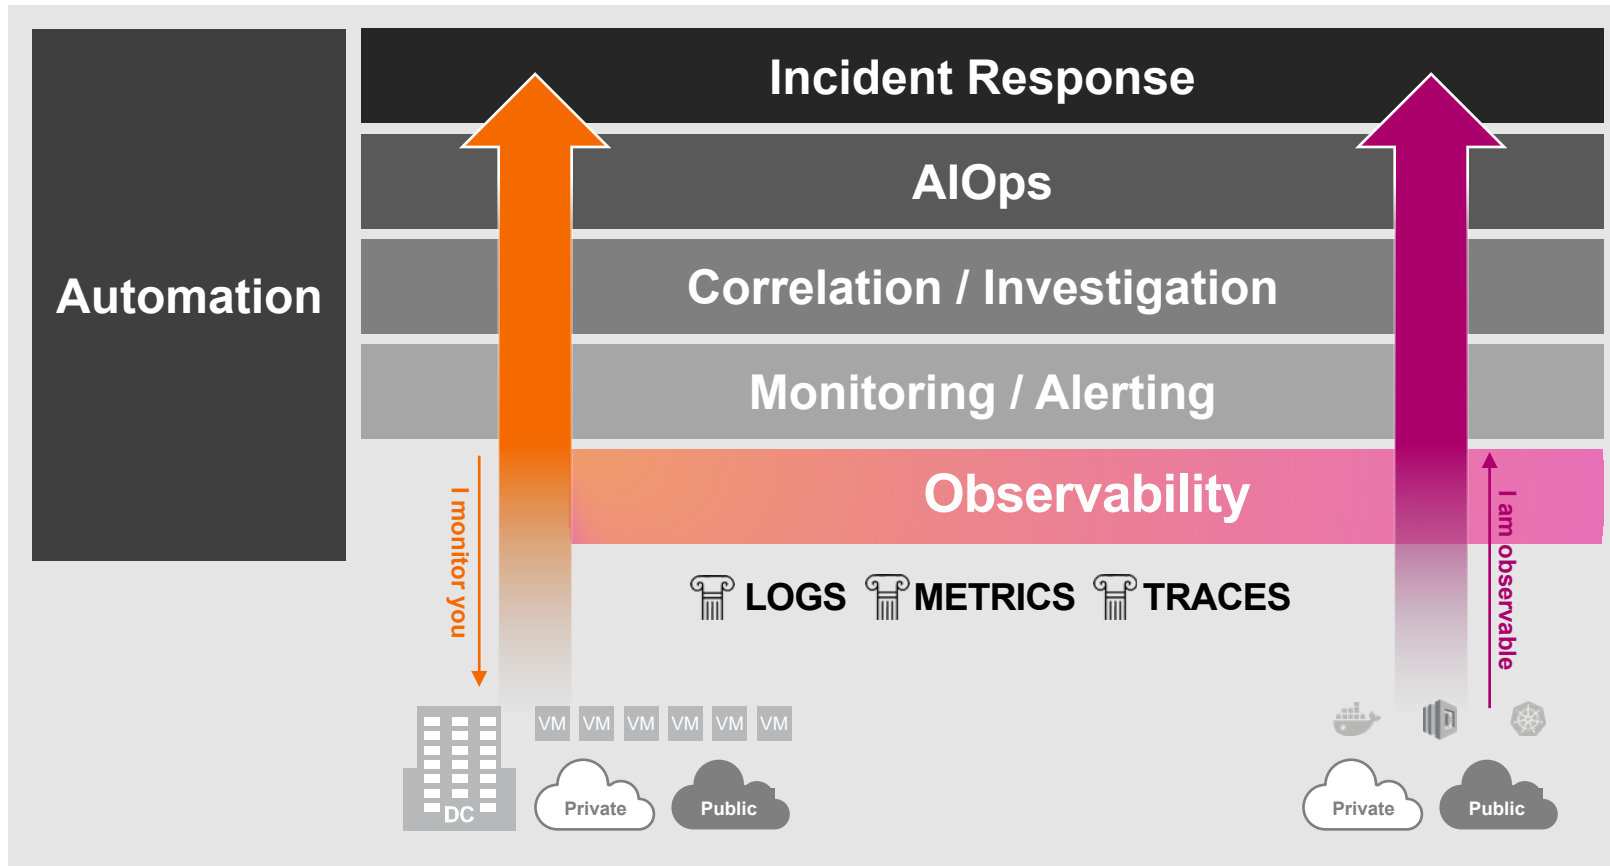 Automation
Incident Response
AIOps
Correlation / Investigation
Monitoring / Alerting
Observability
I monitor you
I am observable
LOGS METRICS TRACES
VM VM VM VM VM VM
DC
Private
Public
Private
Public